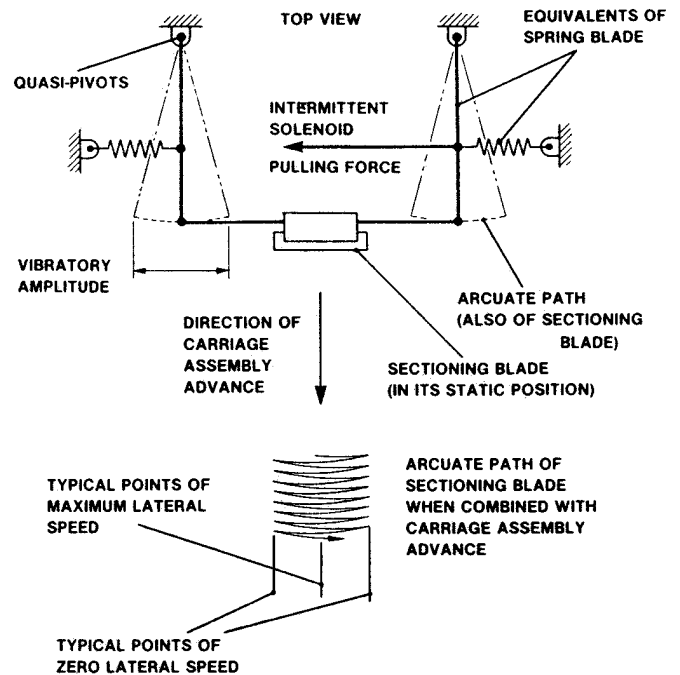 TOP VIEW
EQUIVALENTS OF
SPRING BLADE
QUASI-PIVOTS
INTERMITTENT
SOLENOID
PULLING FORCE
VIBRATORY
AMPLITUDE
ARCUATE PATH
(ALSO OF SECTIONING
BLADE)
DIRECTION OF
CARRIAGE
ASSEMBLY
ADVANCE
SECTIONING BLADE
(IN ITS STATIC POSITION)
TYPICAL POINTS OF
MAXIMUM LATERAL
SPEED
ARCUATE PATH OF
SECTIONING BLADE
WHEN COMBINED WITH
CARRIAGE ASSEMBLY
ADVANCE
TYPICAL POINTS OF
ZERO LATERAL SPEED